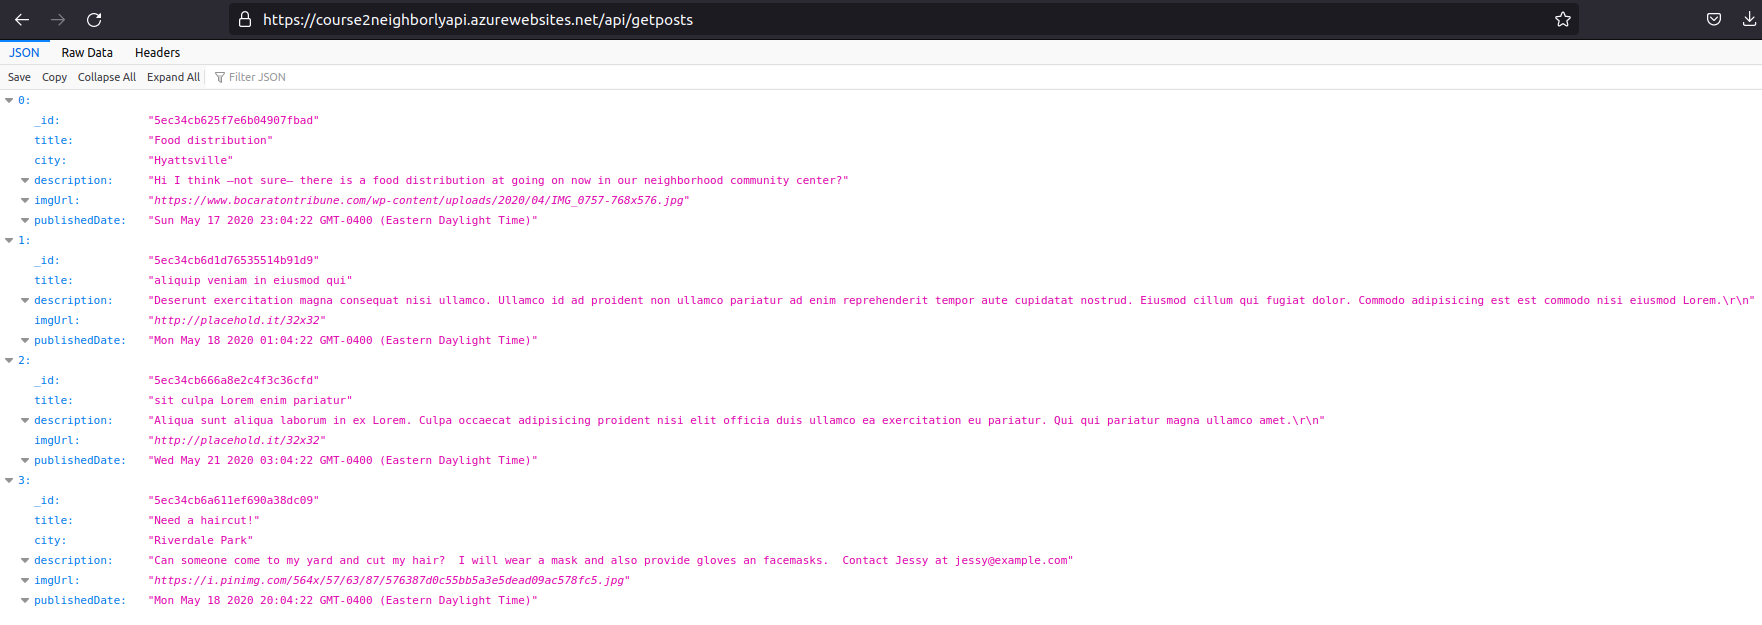 https://course2neighborlyapi.azurewebsites.net/api/getposts
JSON Raw Data Headers
Save Copy Collapse All Expand All Filter JSON
0:
_id: "5ec34cb625f7e6b04907fbad"
title: "Food distribution"
city: "Hyattsville"
description: "Hi I think —not sure— there is a food distribution at going on now in our neighborhood community center?"
imgUrl: "https://www.bocaratontribune.com/wp-content/uploads/2020/04/IMG_0757-768x576.jpg"
publishedDate: "Sun May 17 2020 23:04:22 GMT-0400 (Eastern Daylight Time)"
1:
_id: "5ec34cb6d1d76535514b91d9"
title: "aliquip veniam in eiusmod qui"
description: "Deserunt exercitation magna consequat nisi ullamco. Ullamco id ad proident non ullamco pariatur ad enim reprehenderit tempor aute cupidatat nostrud. Eiusmod cillum qui fugiat dolor. Commodo adipisicing est est commodo nisi eiusmod Lorem.\r\n"
imgUrl: "http://placehold.it/32x32"
publishedDate: "Mon May 18 2020 01:04:22 GMT-0400 (Eastern Daylight Time)"
2:
_id: "5ec34cb666a8e2c4f3c36cfd"
title: "sit culpa Lorem enim pariatur"
description: "Aliqua sunt aliqua laborum in ex Lorem. Culpa occaecat adipisicing proident nisi elit officia duis ullamco ea exercitation eu pariatur. Qui qui pariatur magna ullamco amet.\r\n"
imgUrl: "http://placehold.it/32x32"
publishedDate: "Wed May 21 2020 03:04:22 GMT-0400 (Eastern Daylight Time)"
3:
_id: "5ec34cb6a611ef690a38dc09"
title: "Need a haircut!"
city: "Riverdale Park"
description: "Can someone come to my yard and cut my hair?  I will wear a mask and also provide gloves an facemasks.  Contact Jessy at jessy@example.com"
imgUrl: "https://i.pinimg.com/564x/57/63/87/576387d0c55bb5a3e5dead09ac578fc5.jpg"
publishedDate: "Mon May 18 2020 20:04:22 GMT-0400 (Eastern Daylight Time)"